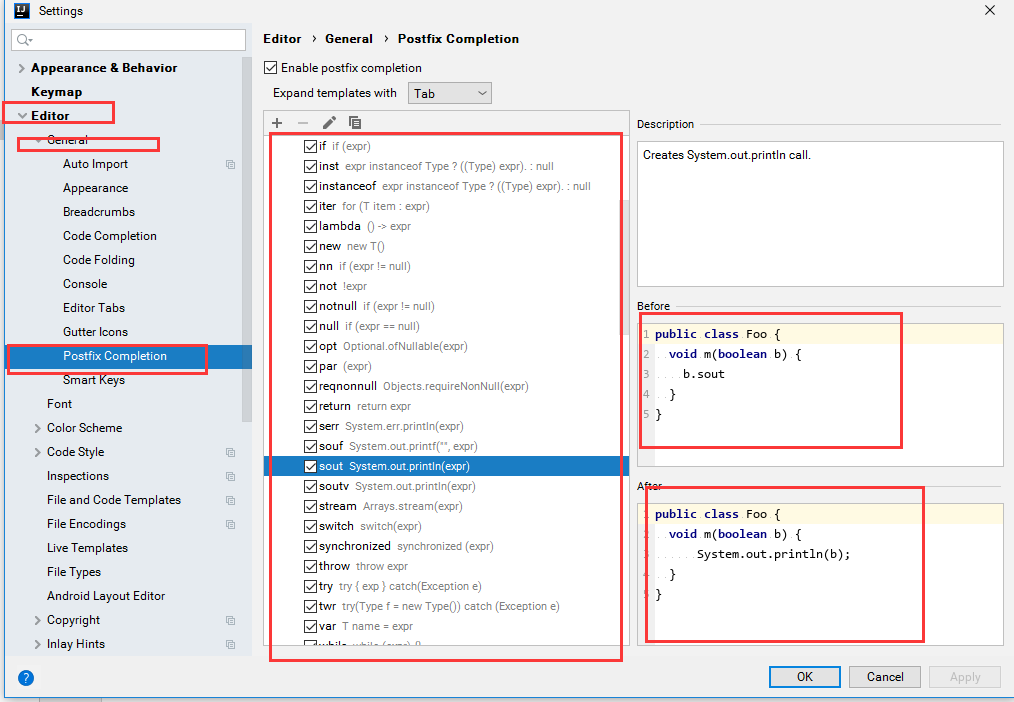 Settings
Appearance & Behavior
Keymap
Editor
General
Auto Import
Appearance
Breadcrumbs
Code Completion
Code Folding
Console
Editor Tabs
Gutter Icons
Postfix Completion
Smart Keys
Font
Color Scheme
Code Style
Inspections
File and Code Templates
File Encodings
Live Templates
File Types
Android Layout Editor
Copyright
Inlay Hints
Editor › General › Postfix Completion
Enable postfix completion
Expand templates with Tab
if if (expr)
inst expr instanceof Type ? ((Type) expr). : null
instanceof expr instanceof Type ? ((Type) expr). : null
iter for (T item : expr)
lambda () -> expr
new new T()
nn if (expr != null)
not !expr
notnull if (expr != null)
null if (expr == null)
opt Optional.ofNullable(expr)
par (expr)
reqnonnull Objects.requireNonNull(expr)
return return expr
serr System.err.println(expr)
souf System.out.printf("", expr)
sout System.out.println(expr)
soutv System.out.println(expr)
stream Arrays.stream(expr)
switch switch(expr)
synchronized synchronized (expr)
throw throw expr
try try { exp } catch(Exception e)
twr try(Type f = new Type()) catch (Exception e)
var T name = expr
while while (expr) {}
Description
Creates System.out.println call.
Before
1 public class Foo {
2 void m(boolean b) {
3 b.sout
4 }
5 }
After
1 public class Foo {
2 void m(boolean b) {
3 System.out.println(b);
4 }
5 }
?
OK
Cancel
Apply